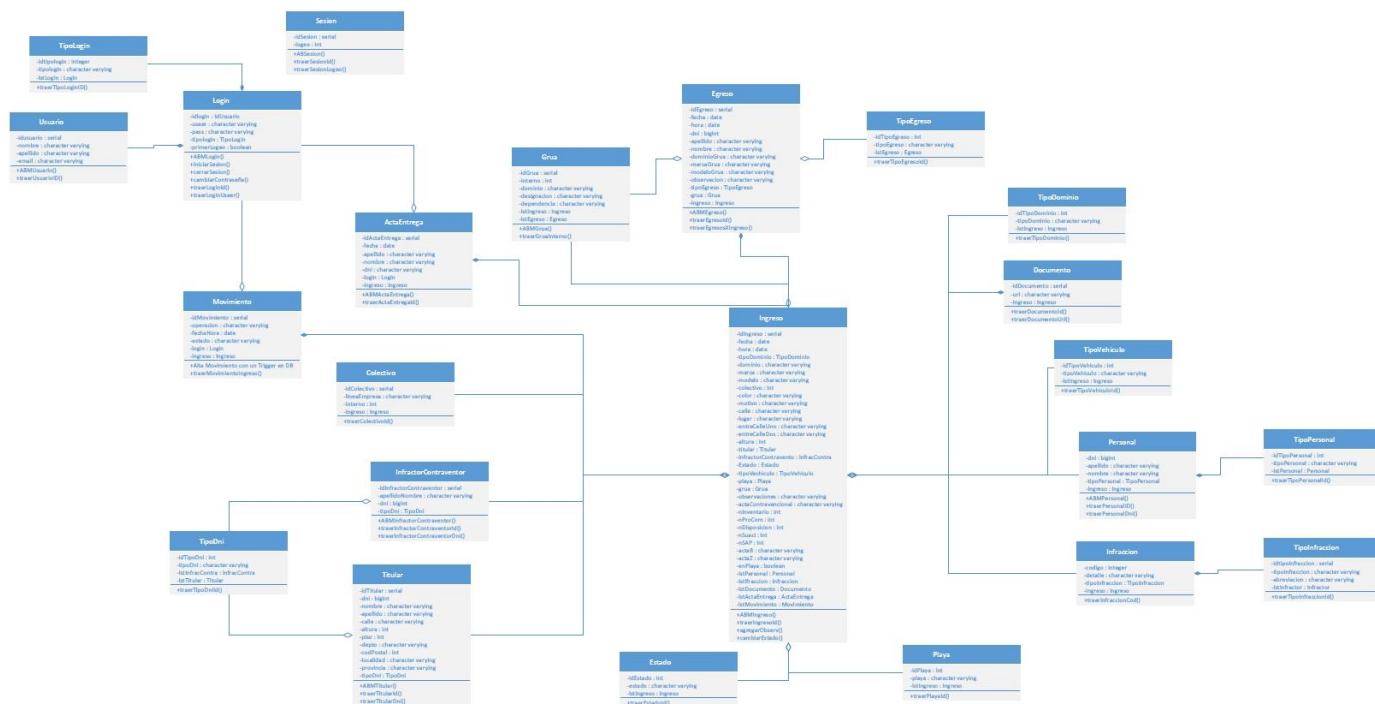 Sesion
-idSesion : serial
-logeo : int
+ABSesion()
+traerSesionId()
+traerSesionLogeo()
TipoLogin
-idtipologin : integer
-tipologin : character varying
-lstLogin : Login
+traerTipoLoginID()
Login
-idlogin : idUsuario
-user : character varying
-pass : character varying
-tipologin : TipoLogin
-primerLogeo : boolean
+ABMLogin()
+iniciarSesion()
+cerrarSesion()
+cambiarContraseña()
+traerLoginId()
+traerLoginUseer()
Usuario
-idusuario : serial
-nombre : character varying
-apellido : character varying
-email : character varying
+ABMUsuario()
+traerUsuarioID()
Egreso
-idEgreso : serial
-fecha : date
-hora : date
-dni : bigint
-apellido : character varying
-nombre : character varying
-dominioGrua : character varying
-marcaGrua : character varying
-modeloGrua : character varying
-observacion : character varying
-tipoEgreso : TipoEgreso
-grua : Grua
-ingreso : Ingreso
+ABMEgreso()
+traerEgresoId()
+traerEgresoXIngreso()
TipoEgreso
-idTipoEgreso : int
-tipoEgreso : character varying
-lstEgreso : Egreso
+traerTipoEgresoId()
Grua
-idGrua : serial
-interno : int
-dominio : character varying
-designacion : character varying
-dependencia : character varying
-lstIngreso : Ingreso
-lstEgreso : Egreso
+ABMGrua()
+traerGruaInterno()
ActaEntrega
-idActaEntrega : serial
-fecha : date
-apellido : character varying
-nombre : character varying
-dni : character varying
-login : Login
-ingreso : Ingreso
+ABMActaEntrega()
+traerActaEntregaId()
TipoDominio
-idTipoDominio : int
-tipoDominio : character varying
-lstIngreso : Ingreso
+traerTipoDominio()
Documento
-idDocumento : serial
-url : character varying
-ingreso : Ingreso
+traerDocumentoId()
+traerDocumentoUrl()
Movimiento
-idMovimiento : serial
-operacion : character varying
-fechaHora : date
-estado : character varying
-login : Login
-ingreso : Ingreso
+Alta Movimiento con un Trigger en DB
+traerMovimientoIngreso()
Ingreso
-idIngreso : serial
-fecha : date
-hora : date
-tipoDominio : TipoDominio
-dominio : character varying
-marca : character varying
-modelo : character varying
-colectivo : int
-color : character varying
-motivo : character varying
-calle : character varying
-lugar : character varying
-entreCalleUno : character varying
-entreCalleDos : character varying
-altura : int
-titular : Titular
-InfractorContravento : InfracContra
-Estado : Estado
-tipoVechiculo : TipoVehiculo
-playa : Playa
-grua : Grua
-observaciones : character varying
-actaContravencional : character varying
-nInventario : int
-nProCom : int
-nDisposicion : int
-nSuact : int
-nSAP : int
-actaB : character varying
-actaZ : character varying
-enPlaya : boolean
-lstPersonal : Personal
-lstIfraccion : Infraccion
-lstDocumento : Documento
-lstActaEntrega : ActaEntrega
-lstMovimiento : Movimiento
+ABMIngreso()
+traerIngresoId()
+agregarObserv()
+cambiarEstado()
TipoVehiculo
-idTipoVehiculo : int
-tipoVehiculo : character varying
-lstIngreso : Ingreso
+traerTipoVehiculoId()
Colectivo
-idColectivo : serial
-lineaEmpresa : character varying
-interno : int
-ingreso : Ingreso
+traerColectivoId()
Personal
-dni : bigint
-apellido : character varying
-nombre : character varying
-tipoPersonal : TipoPersonal
-ingreso : Ingreso
+ABMPersonal()
+traerPersonalID()
+traerPersonalDni()
TipoPersonal
-idTipoPersonal : int
-tipoPersonal : character varying
-lstPersonal : Personal
+traerTipoPersonalId()
InfractorContraventor
-idInfractorContraventor : serial
-apellidoNombre : character varying
-dni : bigint
-tipoDni : TipoDni
+ABMInfractorContraventor()
+traerInfractorContraventorId()
+traerInfractorContraventorDni()
TipoDni
-idTipoDni : int
-tipoDni : character varying
-lstInfracContra : InfracContra
-lstTitular : Titular
+traerTipoDniId()
Infraccion
-codigo : integer
-detalle : character varying
-tipoInfraccion : TipoInfraccion
-ingreso : Ingreso
+traerInfraccionCod()
TipoInfraccion
-idtipoInfraccion : serial
-tipoInfraccion : character varying
-abreviacion : character varying
-lstInfractor : Infractor
+traerTipoInfraccionId()
Titular
-idTitular : serial
-dni : bigint
-nombre : character varying
-apellido : character varying
-calle : character varying
-altura : int
-piso : int
-depto : character varying
-codPostal : int
-localidad : character varying
-provincia : character varying
-tipoDni : TipoDni
+ABMTitular()
+traerTitularId()
+traerTitularDni()
Estado
-idEstado : int
-estado : character varying
-lstIngreso : Ingreso
+traerEstadoId()
Playa
-idPlaya : int
-playa : character varying
-lstIngreso : Ingreso
+traerPlayaId()